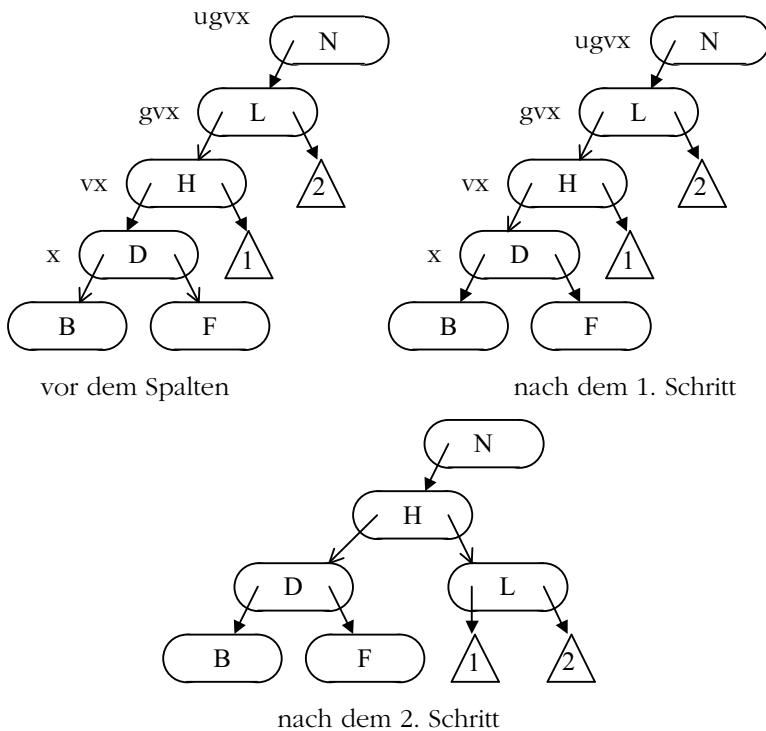 ugvx N
gvx L
vx H 2
x D 1
B F
vor dem Spalten
ugvx N
gvx L
vx H 2
x D 1
B F
nach dem 1. Schritt
N
H
D L
B F 1 2
nach dem 2. Schritt